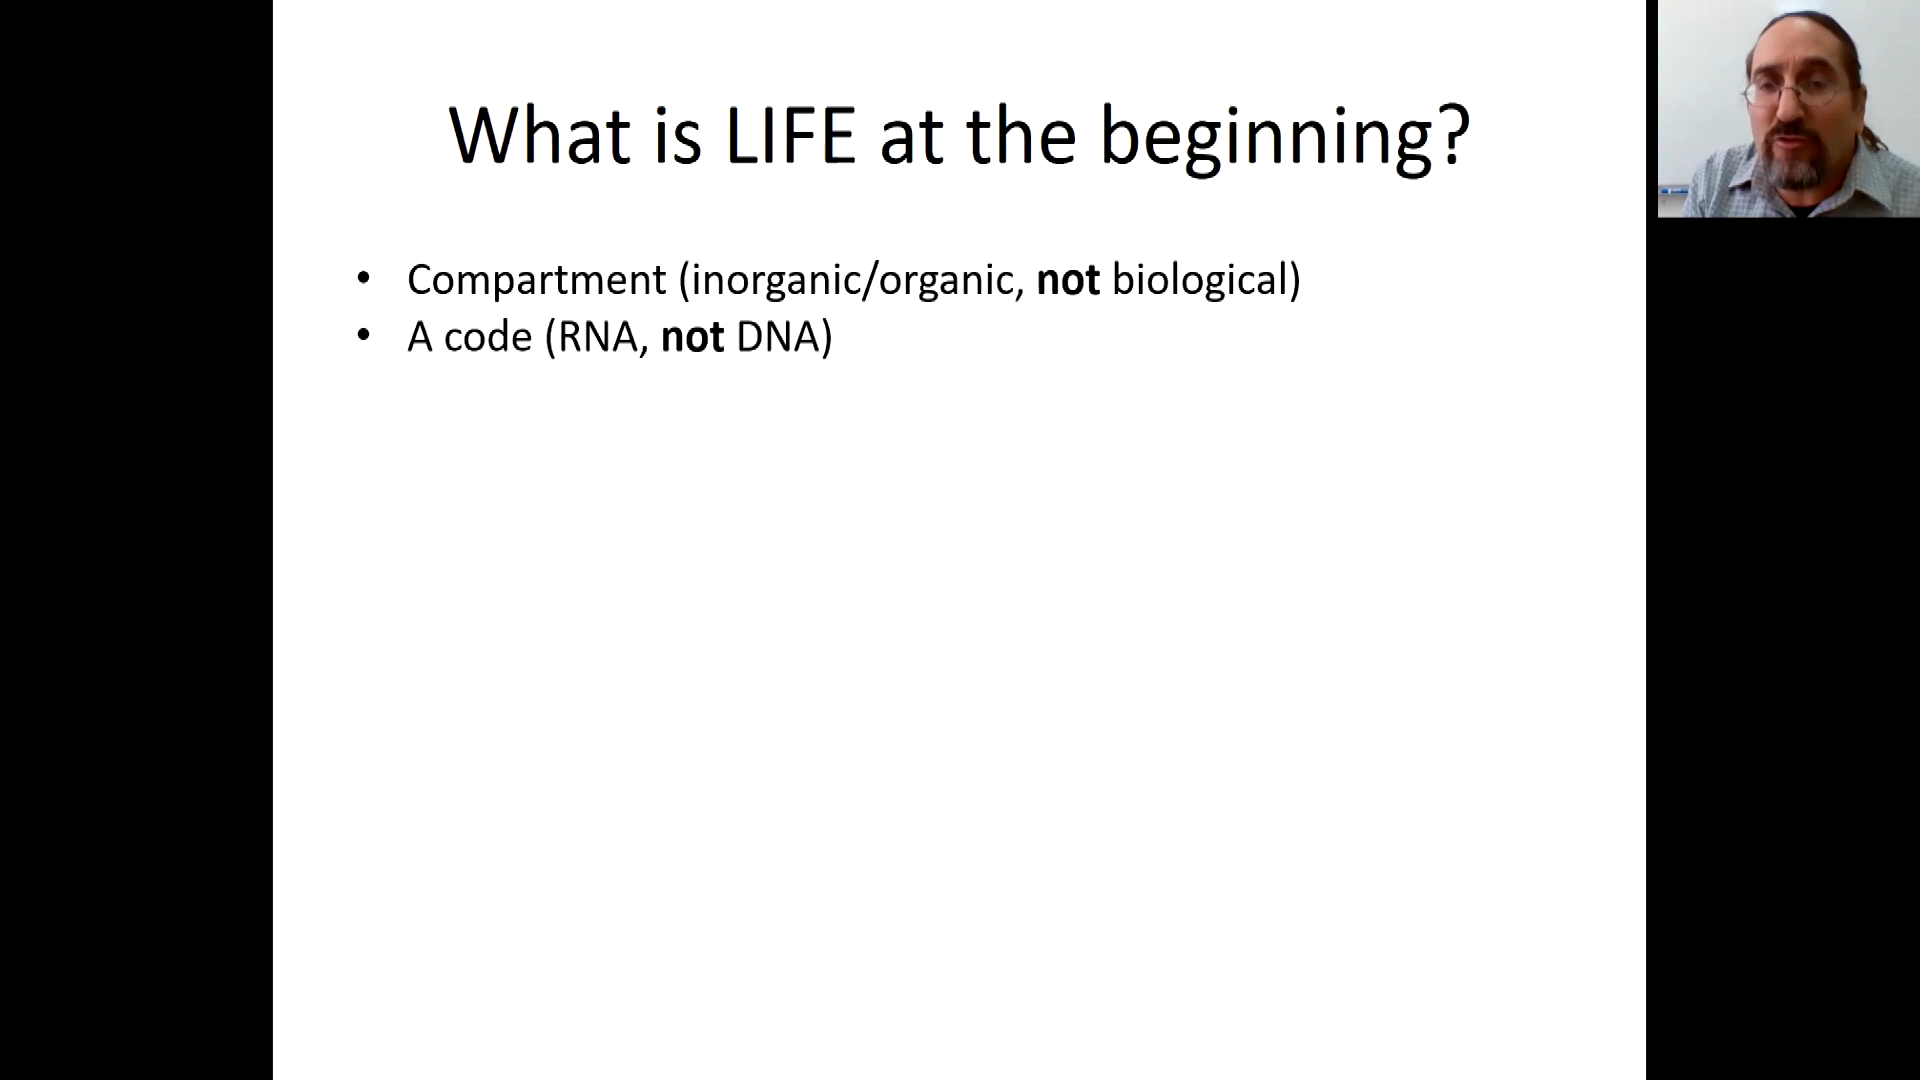 What is LIFE at the beginning?
• Compartment (inorganic/organic, not biological)
• A code (RNA, not DNA)